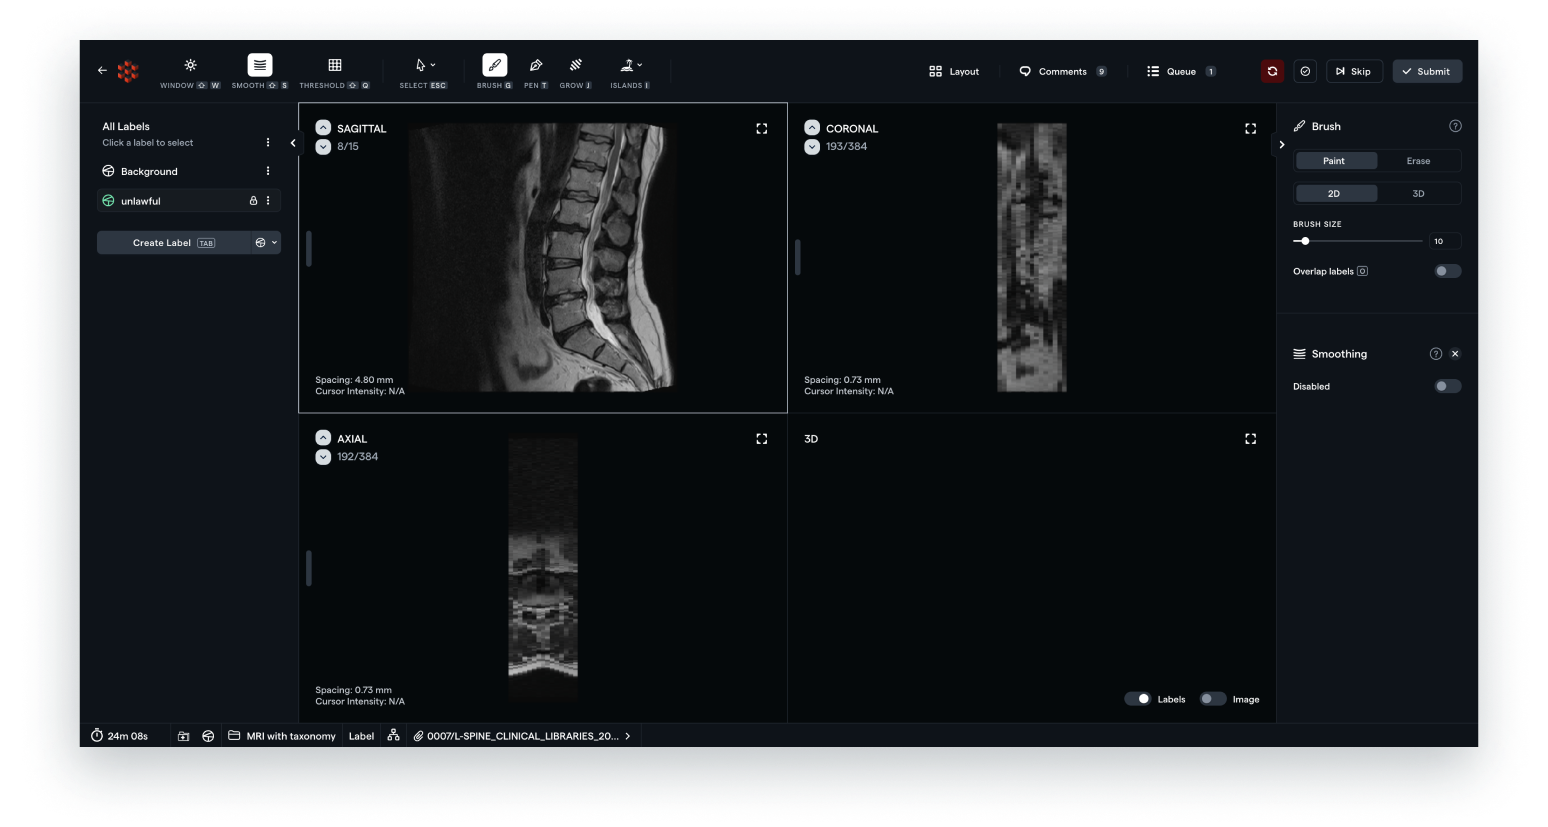 WINDOW ⇧ W
SMOOTH ⇧ S
THRESHOLD ⇧ Q
SELECT ESC
BRUSH G
PEN T
GROW J
ISLANDS I
Layout
Comments 9
Queue 1
Skip
Submit
All Labels
Click a label to select
Background
unlawful
Create Label TAB
SAGITTAL
8/15
Spacing: 4.80 mm
Cursor Intensity: N/A
CORONAL
193/384
Spacing: 0.73 mm
Cursor Intensity: N/A
AXIAL
192/384
Spacing: 0.73 mm
Cursor Intensity: N/A
3D
Labels
Image
Brush
Paint
Erase
2D
3D
BRUSH SIZE
10
Overlap labels O
Smoothing
Disabled
24m 08s
MRI with taxonomy
Label
0007/L-SPINE_CLINICAL_LIBRARIES_20...